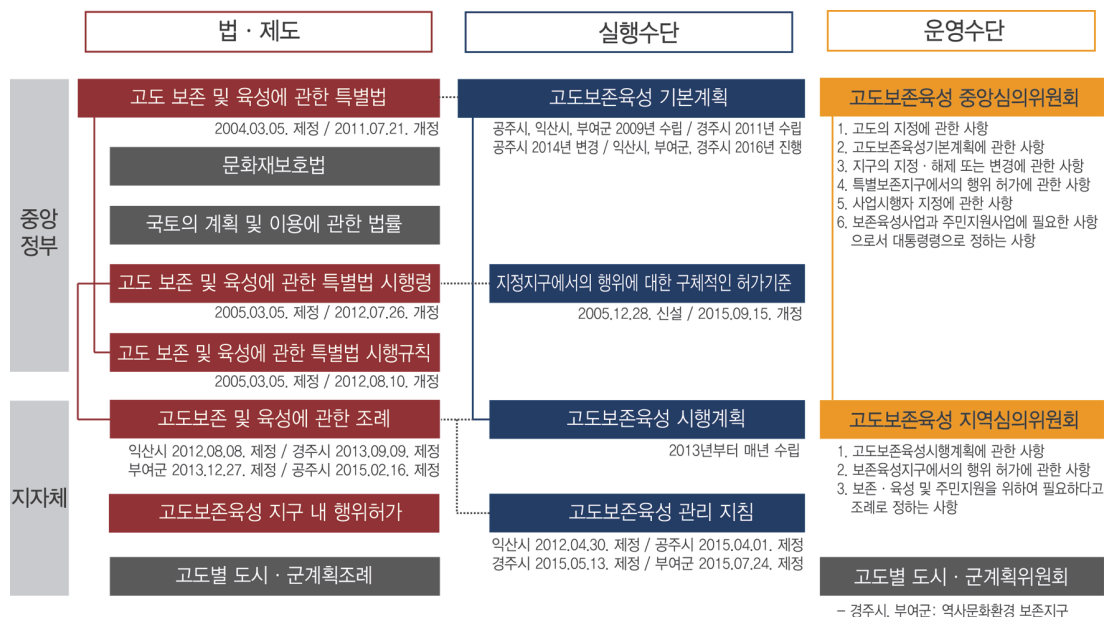 법 · 제도
실행수단
운영수단
중앙
정부
고도 보존 및 육성에 관한 특별법
2004.03.05. 제정 / 2011.07.21. 개정
문화재보호법
국토의 계획 및 이용에 관한 법률
고도 보존 및 육성에 관한 특별법 시행령
2005.03.05. 제정 / 2012.07.26. 개정
고도 보존 및 육성에 관한 특별법 시행규칙
2005.03.05. 제정 / 2012.08.10. 개정
고도보존육성 기본계획
공주시, 익산시, 부여군 2009년 수립 / 경주시 2011년 수립
공주시 2014년 변경 / 익산시, 부여군, 경주시 2016년 진행
지정지구에서의 행위에 대한 구체적인 허가기준
2005.12.28. 신설 / 2015.09.15. 개정
고도보존육성 중앙심의위원회
1. 고도의 지정에 관한 사항
2. 고도보존육성기본계획에 관한 사항
3. 지구의 지정 · 해제 또는 변경에 관한 사항
4. 특별보존지구에서의 행위 허가에 관한 사항
5. 사업시행자 지정에 관한 사항
6. 보존육성사업과 주민지원사업에 필요한 사항
으로서 대통령령으로 정하는 사항
지자체
고도보존 및 육성에 관한 조례
익산시 2012.08.08. 제정 / 경주시 2013.09.09. 제정
부여군 2013.12.27. 제정 / 공주시 2015.02.16. 제정
고도보존육성 지구 내 행위허가
고도별 도시 · 군계획조례
고도보존육성 시행계획
2013년부터 매년 수립
고도보존육성 관리 지침
익산시 2012.04.30. 제정 / 공주시 2015.04.01. 제정
경주시 2015.05.13. 제정 / 부여군 2015.07.24. 제정
고도보존육성 지역심의위원회
1. 고도보존육성시행계획에 관한 사항
2. 보존육성지구에서의 행위 허가에 관한 사항
3. 보존 · 육성 및 주민지원을 위하여 필요하다고
조례로 정하는 사항
고도별 도시 · 군계획위원회
– 경주시, 부여군: 역사문화환경 보존지구